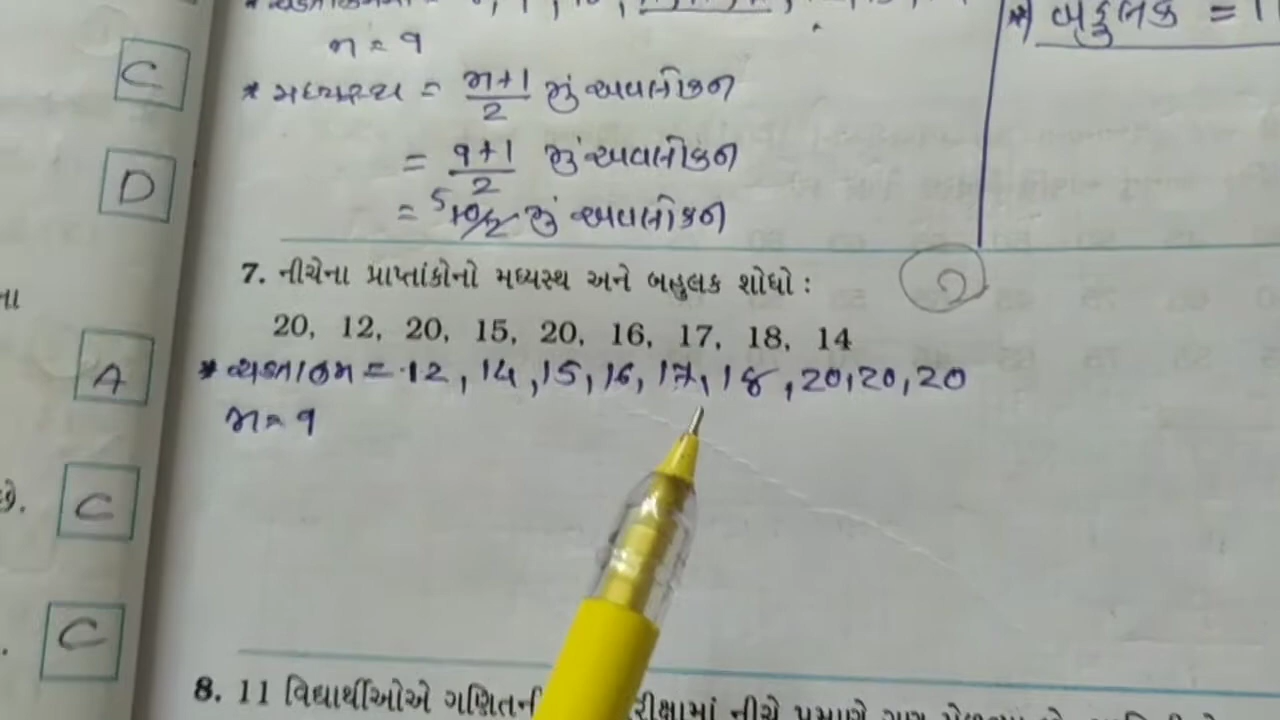 * બહુલક =
n = 9
C
* મધ્યસ્થ = n+1/2 મું અવલોકન
= 9+1/2 મું અવલોકન
D
= 5 10/2 મું અવલોકન
7. નીચેના પ્રાપ્તાંકોનો મધ્યસ્થ અને બહુલક શોધો :
2
20, 12, 20, 15, 20, 16, 17, 18, 14
A
* ચડતાક્રમ = 12, 14, 15, 16, 17, 18, 20, 20, 20
n = 9
છે.
C
C
8. 11 વિદ્યાર્થીઓએ ગણિતની